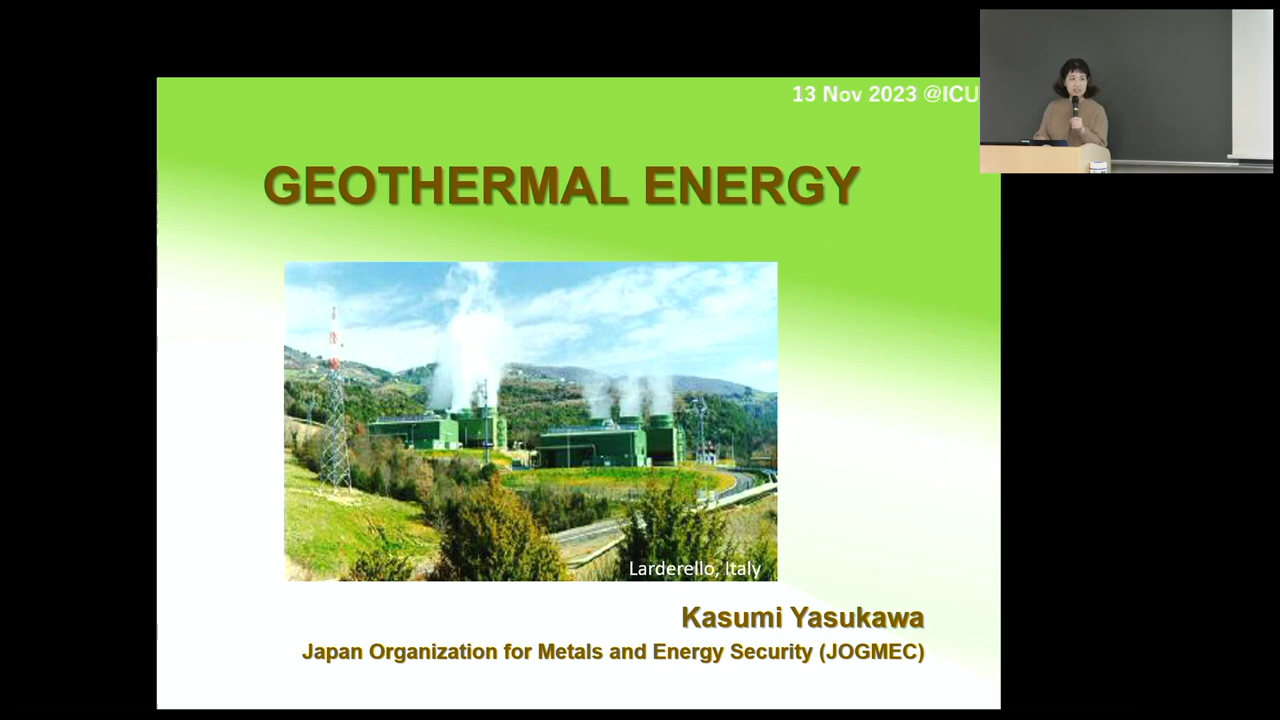 13 Nov 2023 @ICU
GEOTHERMAL ENERGY
Larderello, Italy
Kasumi Yasukawa
Japan Organization for Metals and Energy Security (JOGMEC)